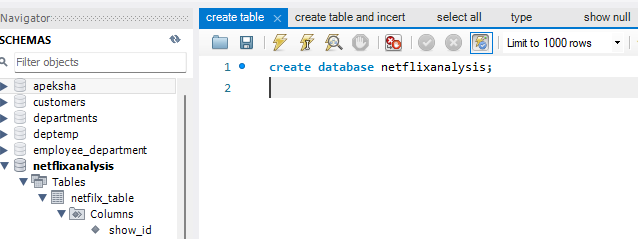 Navigator
SCHEMAS
Filter objects
apeksha
customers
departments
deptemp
employee_department
netflixanalysis
Tables
netfilx_table
Columns
show_id
create table create table and incert select all type show null
Limit to 1000 rows
1 create database netflixanalysis;
2